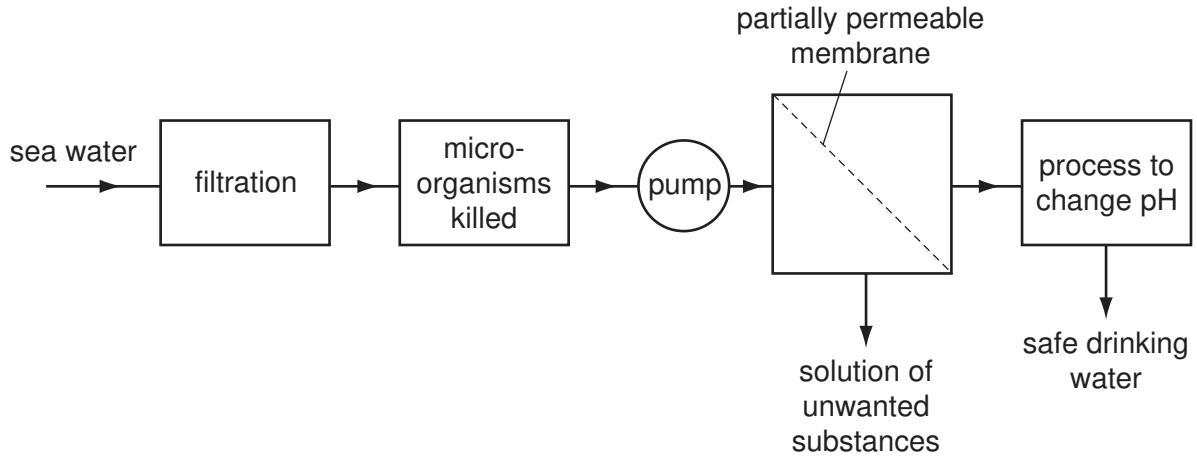 partially permeable
membrane
sea water
filtration
micro-
organisms
killed
pump
process to
change pH
solution of
unwanted
substances
safe drinking
water